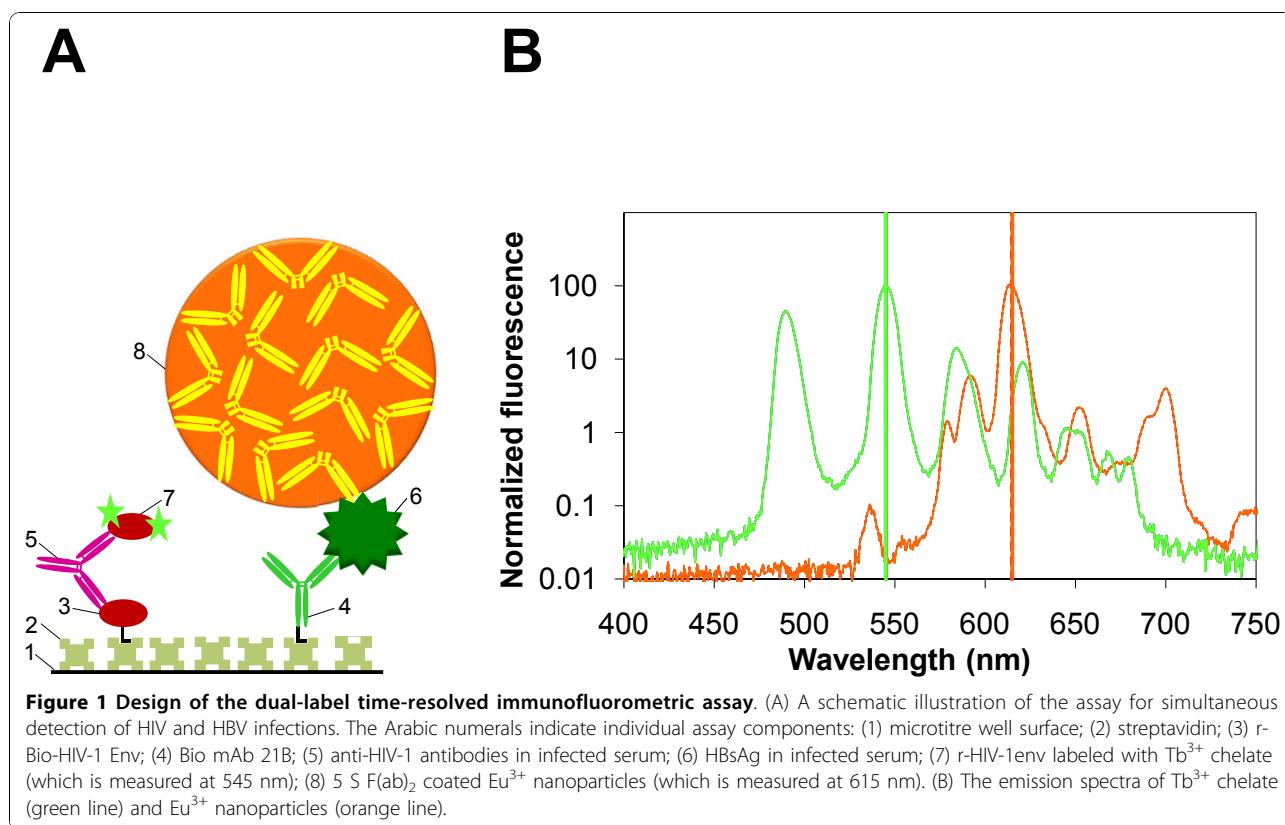 A
B
8
7
6
5
3
4
2
1
Normalized fluorescence
100
10
1
0.1
0.01
400 450 500 550 600 650 700 750
Wavelength (nm)
Figure 1 Design of the dual-label time-resolved immunofluorometric assay. (A) A schematic illustration of the assay for simultaneous
detection of HIV and HBV infections. The Arabic numerals indicate individual assay components: (1) microtitre well surface; (2) streptavidin; (3) r-
Bio-HIV-1 Env; (4) Bio mAb 21B; (5) anti-HIV-1 antibodies in infected serum; (6) HBsAg in infected serum; (7) r-HIV-1env labeled with Tb³⁺ chelate
(which is measured at 545 nm); (8) 5 S F(ab)₂ coated Eu³⁺ nanoparticles (which is measured at 615 nm). (B) The emission spectra of Tb³⁺ chelate
(green line) and Eu³⁺ nanoparticles (orange line).